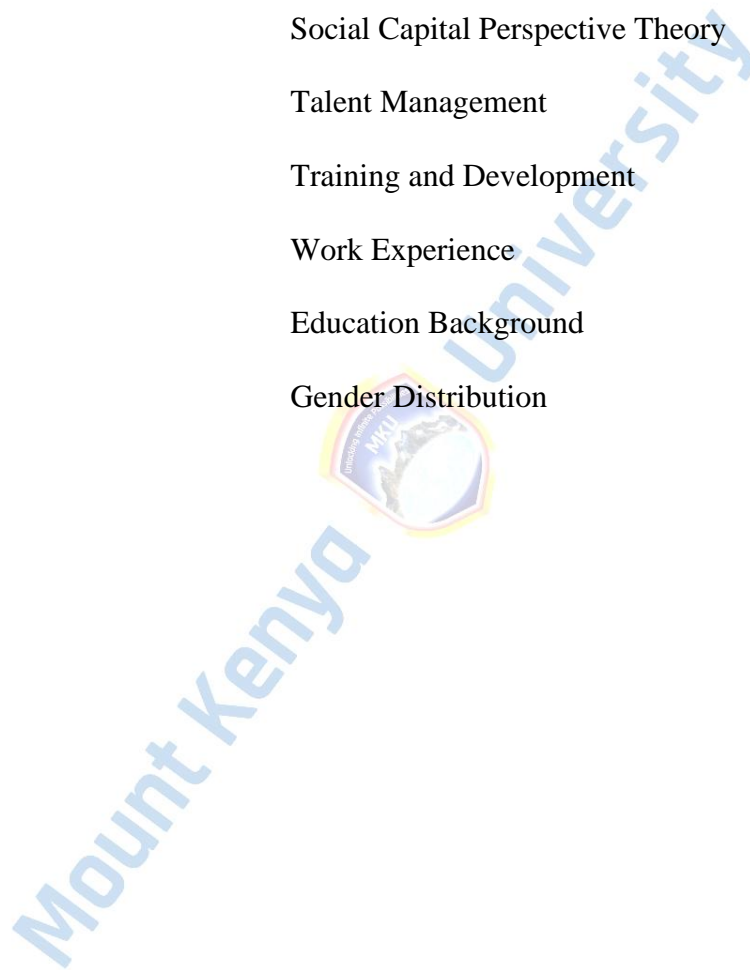 Social Capital Perspective Theory
Talent Management
Training and Development
Work Experience
Education Background
Gender Distribution
Mount Kenya University
MKU